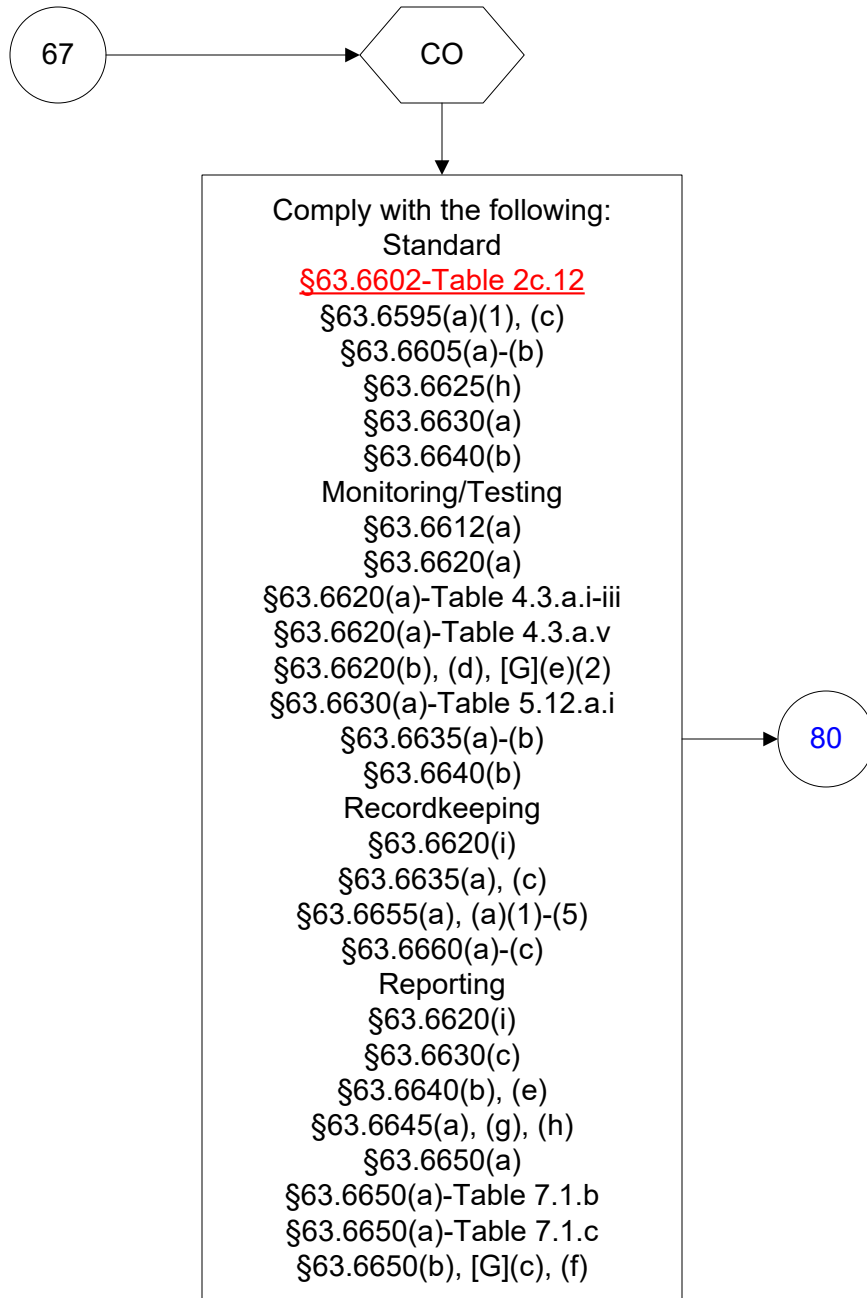 67
CO
Comply with the following:
Standard
§63.6602-Table 2c.12
§63.6595(a)(1), (c)
§63.6605(a)-(b)
§63.6625(h)
§63.6630(a)
§63.6640(b)
Monitoring/Testing
§63.6612(a)
§63.6620(a)
§63.6620(a)-Table 4.3.a.i-iii
§63.6620(a)-Table 4.3.a.v
§63.6620(b), (d), [G](e)(2)
§63.6630(a)-Table 5.12.a.i
§63.6635(a)-(b)
§63.6640(b)
Recordkeeping
§63.6620(i)
§63.6635(a), (c)
§63.6655(a), (a)(1)-(5)
§63.6660(a)-(c)
Reporting
§63.6620(i)
§63.6630(c)
§63.6640(b), (e)
§63.6645(a), (g), (h)
§63.6650(a)
§63.6650(a)-Table 7.1.b
§63.6650(a)-Table 7.1.c
§63.6650(b), [G](c), (f)
80